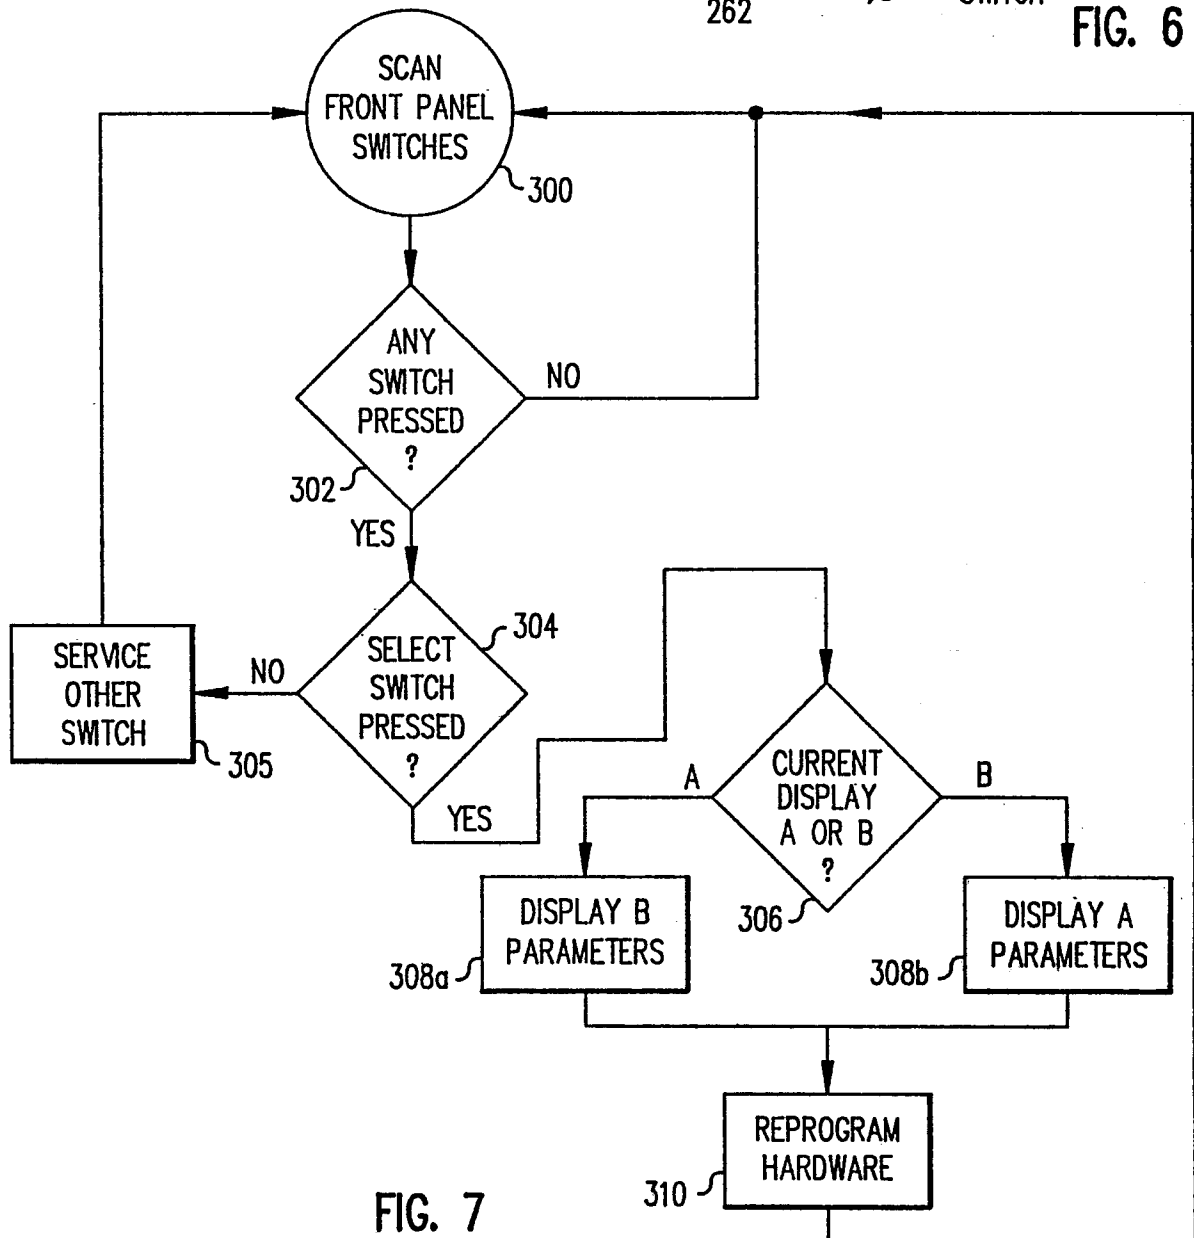 262
FIG. 6
SCAN
FRONT PANEL
SWITCHES
300
ANY
SWITCH
PRESSED
?
NO
302
YES
304
SELECT
SWITCH
PRESSED
?
NO
SERVICE
OTHER
SWITCH
305
YES
CURRENT
DISPLAY
A OR B
?
A
B
306
DISPLAY B
PARAMETERS
308a
DISPLAY A
PARAMETERS
308b
REPROGRAM
HARDWARE
310
FIG. 7